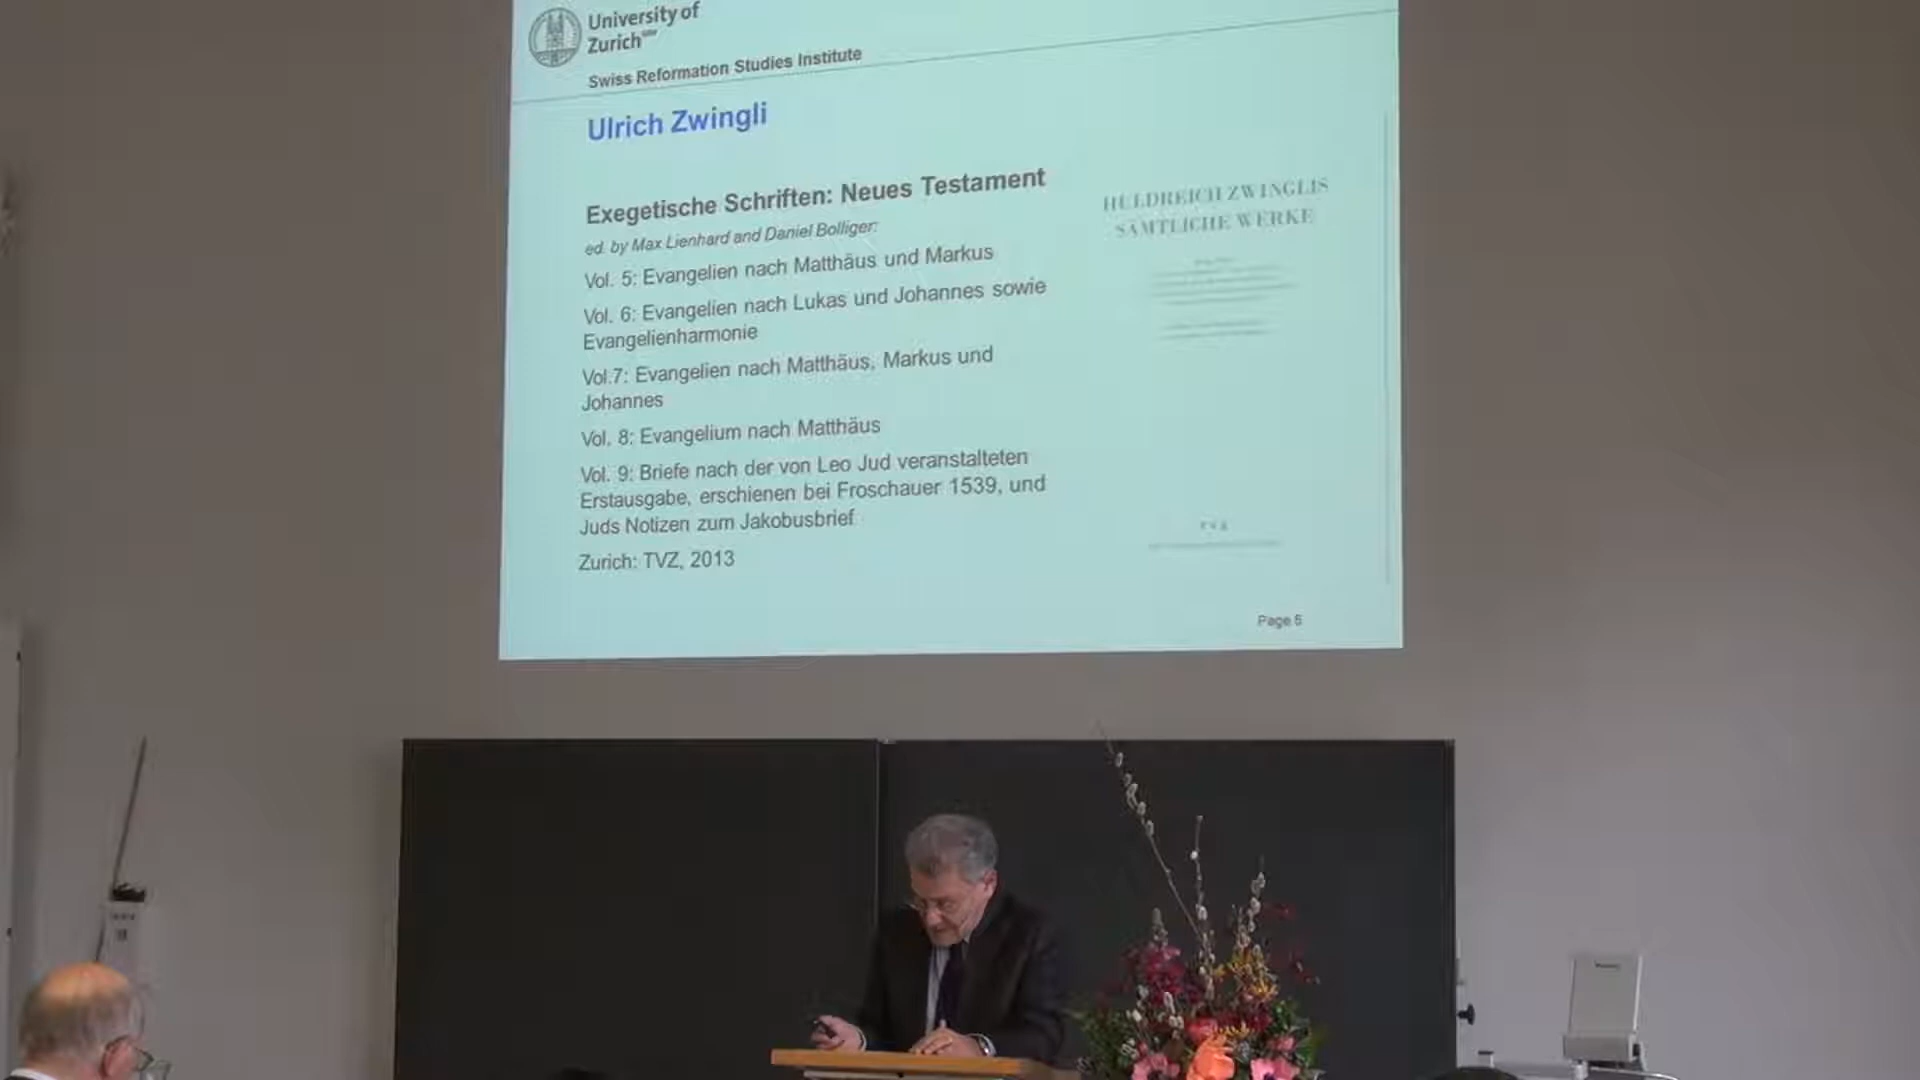 University of
Zurich
Swiss Reformation Studies Institute
Ulrich Zwingli
Exegetische Schriften: Neues Testament
ed. by Max Lienhard and Daniel Bolliger:
Vol. 5: Evangelien nach Matthäus und Markus
Vol. 6: Evangelien nach Lukas und Johannes sowie
Evangelienharmonie
Vol.7: Evangelien nach Matthäus, Markus und
Johannes
Vol. 8: Evangelium nach Matthäus
Vol. 9: Briefe nach der von Leo Jud veranstalteten
Erstausgabe, erschienen bei Froschauer 1539, und
Juds Notizen zum Jakobusbrief
Zurich: TVZ, 2013
HULDREICH ZWINGLIS
SÄMTLICHE WERKE
Page 6